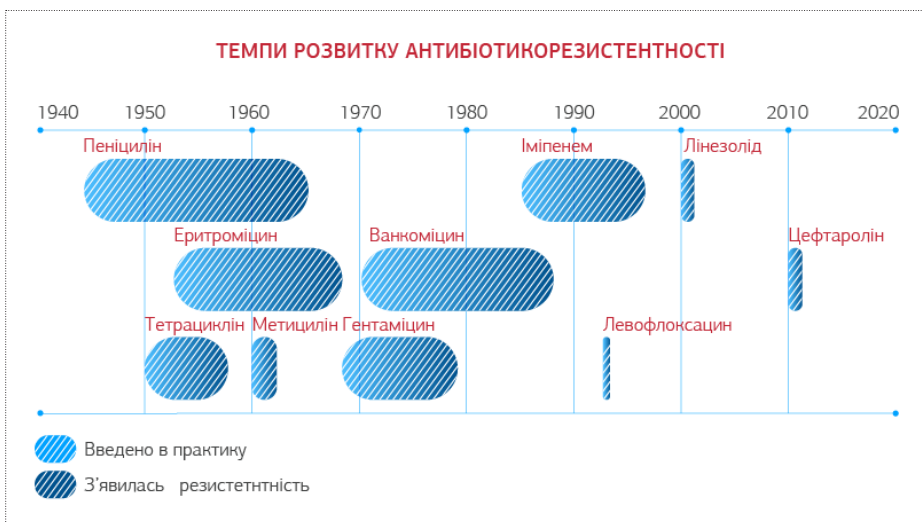 ТЕМПИ РОЗВИТКУ АНТИБІОТИКОРЕЗИСТЕНТНОСТІ
1940 1950 1960 1970 1980 1990 2000 2010 2020
Пеніцилін Іміпенем Лінезолід
Еритроміцин Ванкоміцин Цефтаролін
Тетрациклін Метицилін Гентаміцин Левофлоксацин
Введено в практику
З'явилась резистетнтність